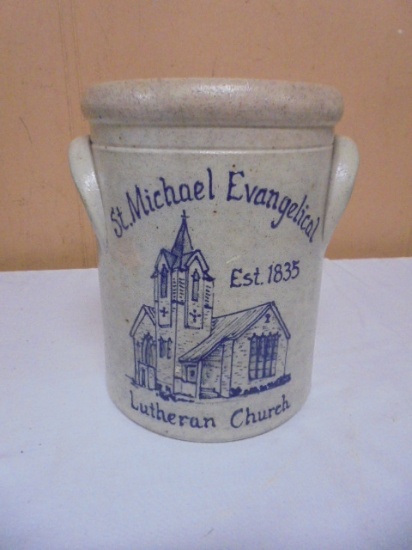 St. Michael Evangelical
Est. 1835
Lutheran Church